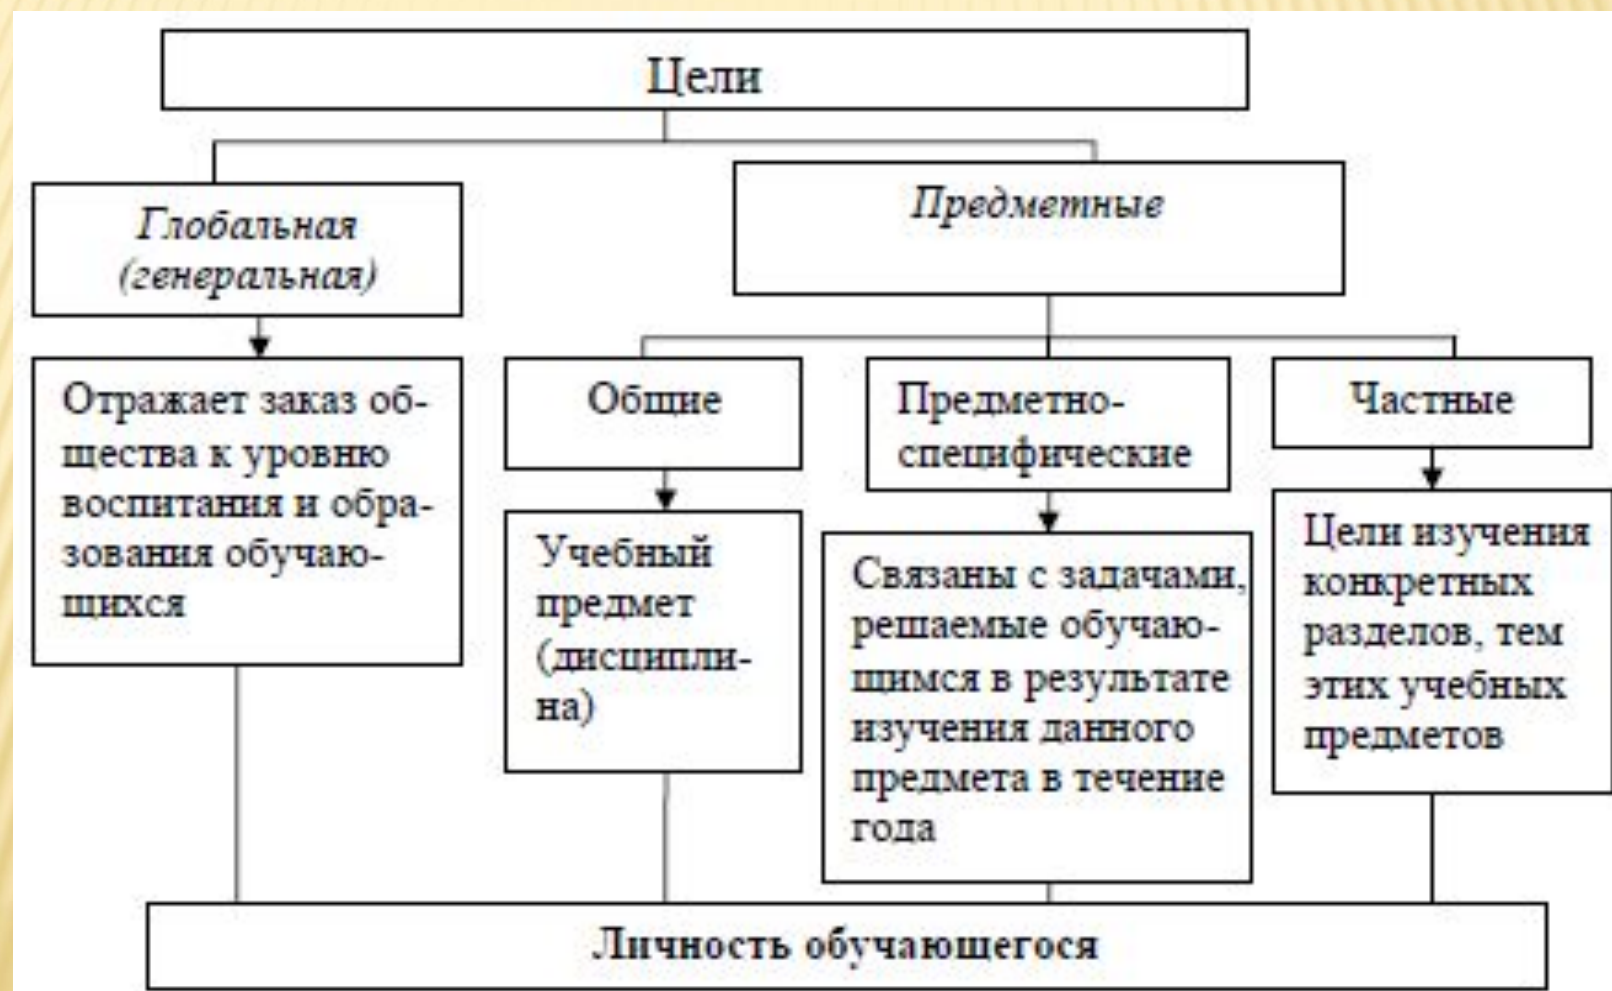 Цели
Глобальная
(генеральная)
Предметные
Отражает заказ об-
щества к уровню
воспитания и обра-
зования обучаю-
щихся
Общие
Предметно-
специфические
Частные
Учебный
предмет
(дисципли-
на)
Связаны с задачами,
решаемые обучаю-
щимся в результате
изучения данного
предмета в течение
года
Цели изучения
конкретных
разделов, тем
этих учебных
предметов
Личность обучающегося